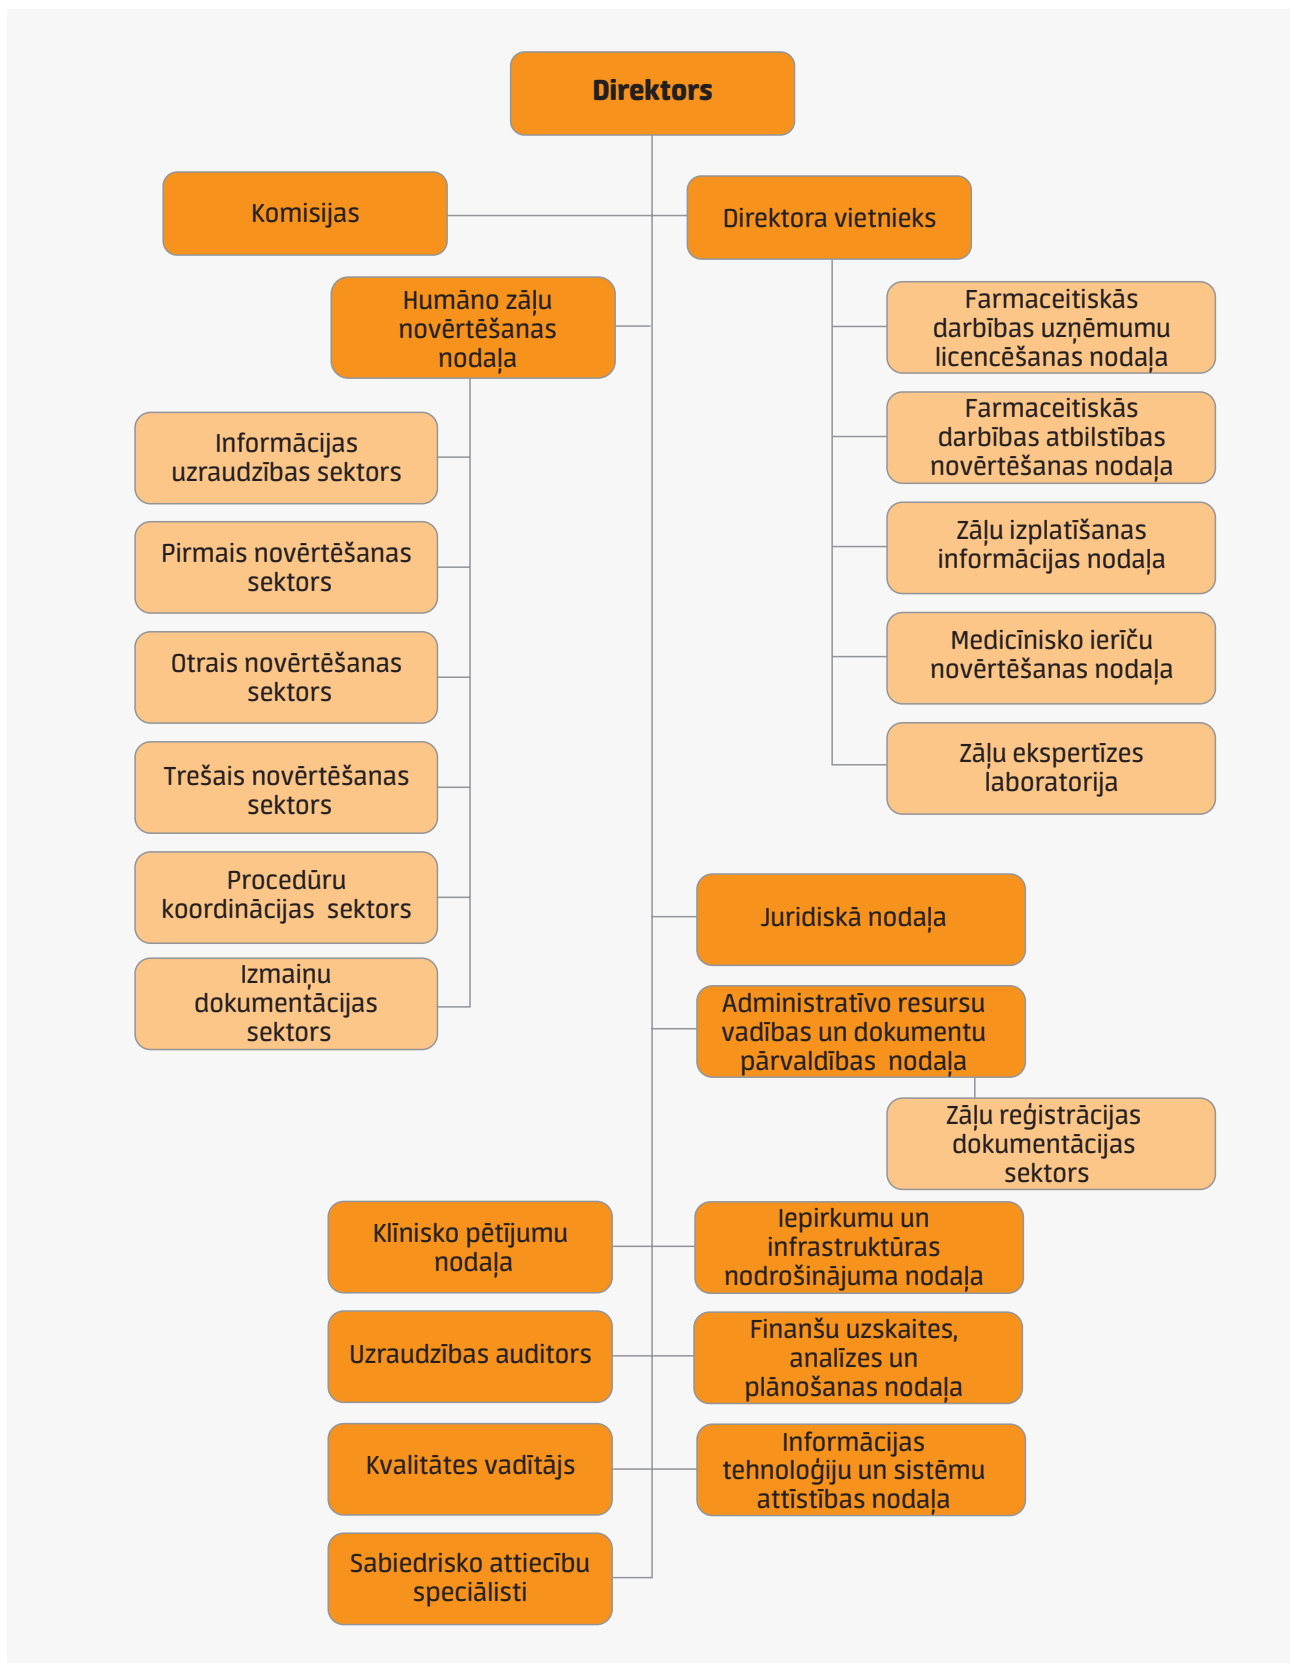 Direktors
Komisijas
Direktora vietnieks
Humāno zāļu
novērtēšanas
nodaļa
Informācijas
uzraudzības sektors
Pirmais novērtēšanas
sektors
Otrais novērtēšanas
sektors
Trešais novērtēšanas
sektors
Procedūru
koordinācijas sektors
Izmaiņu
dokumentācijas
sektors
Farmaceitiskās
darbības uzņēmumu
licencēšanas nodaļa
Farmaceitiskās
darbības atbilstības
novērtēšanas nodaļa
Zāļu izplatīšanas
informācijas nodaļa
Medicīnisko ierīču
novērtēšanas nodaļa
Zāļu ekspertīzes
laboratorija
Juridiskā nodaļa
Administratīvo resursu
vadības un dokumentu
pārvaldības nodaļa
Zāļu reģistrācijas
dokumentācijas
sektors
Klīnisko pētījumu
nodaļa
Iepirkumu un
infrastruktūras
nodrošinājuma nodaļa
Uzraudzības auditors
Finanšu uzskaites,
analīzes un
plānošanas nodaļa
Kvalitātes vadītājs
Informācijas
tehnoloģiju un sistēmu
attīstības nodaļa
Sabiedrisko attiecību
speciālisti